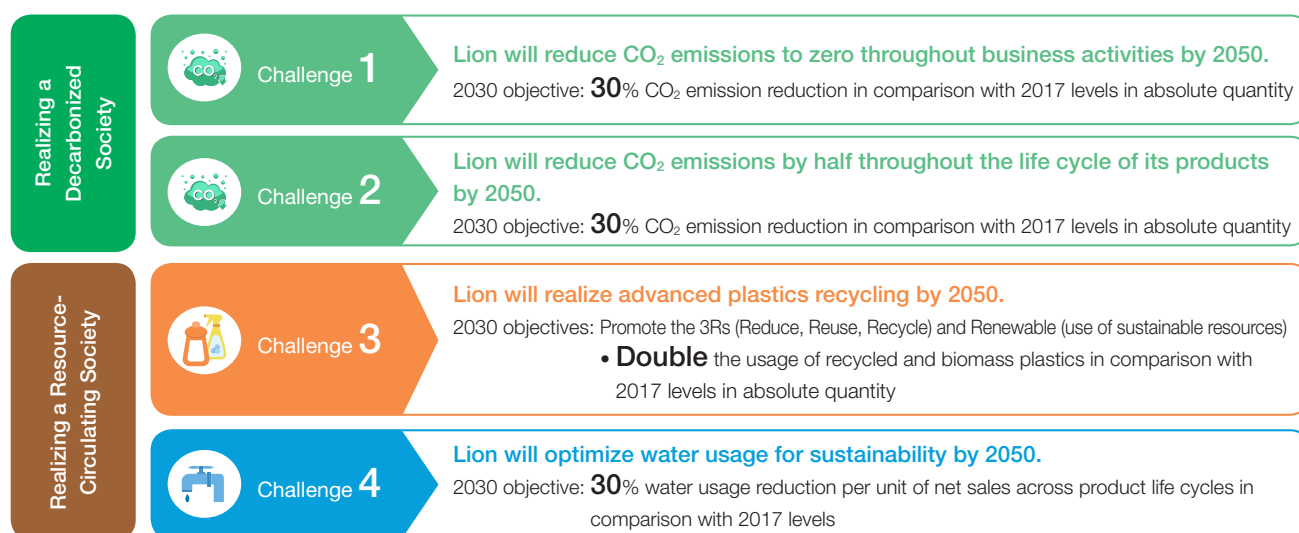 Realizing a
Decarbonized
Society
CO2
Challenge 1
Lion will reduce CO₂ emissions to zero throughout business activities by 2050.
2030 objective: 30% CO₂ emission reduction in comparison with 2017 levels in absolute quantity
CO2
Challenge 2
Lion will reduce CO₂ emissions by half throughout the life cycle of its products
by 2050.
2030 objective: 30% CO₂ emission reduction in comparison with 2017 levels in absolute quantity
Realizing a Resource-
Circulating Society
Challenge 3
Lion will realize advanced plastics recycling by 2050.
2030 objectives: Promote the 3Rs (Reduce, Reuse, Recycle) and Renewable (use of sustainable resources)
• Double the usage of recycled and biomass plastics in comparison with
2017 levels in absolute quantity
Challenge 4
Lion will optimize water usage for sustainability by 2050.
2030 objective: 30% water usage reduction per unit of net sales across product life cycles in
comparison with 2017 levels